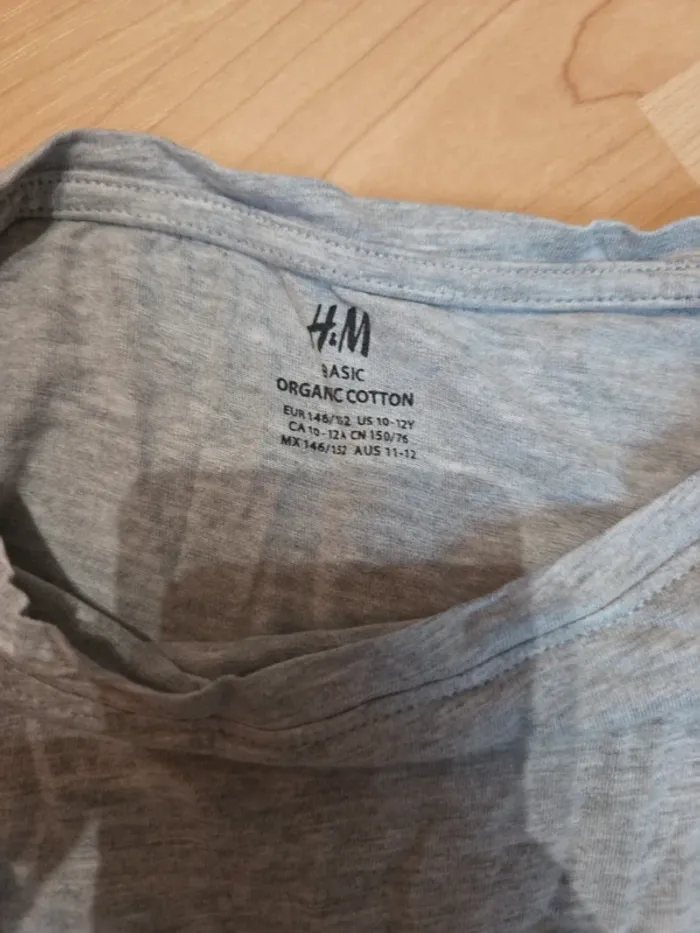 H&M
BASIC
ORGANIC COTTON
EUR 146/152 US 10-12Y
CA 10-12A CN 150/76
MX 146/152 AUS 11-12